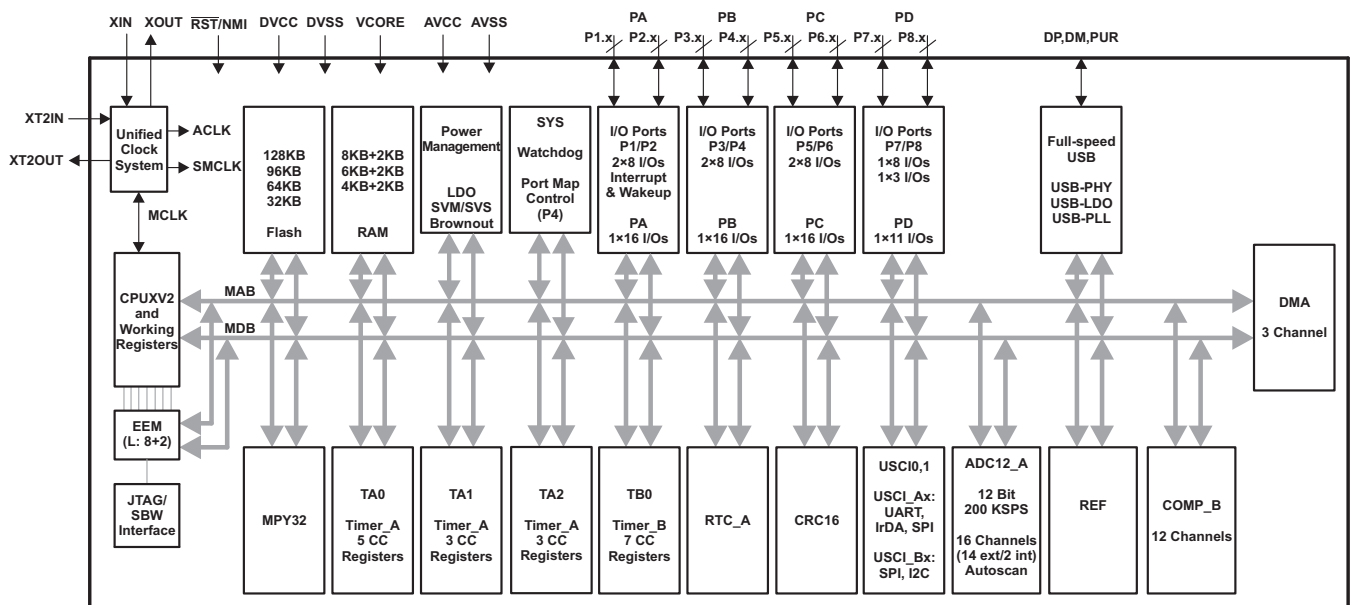 XIN
XOUT
RST/NMI
DVCC
DVSS
VCORE
AVCC
AVSS
PA
P1.x
P2.x
PB
P3.x
P4.x
PC
P5.x
P6.x
PD
P7.x
P8.x
DP,DM,PUR
XT2IN
XT2OUT
Unified
Clock
System
ACLK
SMCLK
MCLK
128KB
96KB
64KB
32KB
Flash
8KB+2KB
6KB+2KB
4KB+2KB
RAM
Power
Management
LDO
SVM/SVS
Brownout
SYS
Watchdog
Port Map
Control
(P4)
I/O Ports
P1/P2
2×8 I/Os
Interrupt
& Wakeup
PA
1×16 I/Os
I/O Ports
P3/P4
2×8 I/Os
PB
1×16 I/Os
I/O Ports
P5/P6
2×8 I/Os
PC
1×16 I/Os
I/O Ports
P7/P8
1×8 I/Os
1×3 I/Os
PD
1×11 I/Os
Full-speed
USB
USB-PHY
USB-LDO
USB-PLL
CPUXV2
and
Working
Registers
MAB
MDB
DMA
3 Channel
EEM
(L: 8+2)
JTAG/
SBW
Interface
MPY32
TA0
Timer_A
5 CC
Registers
TA1
Timer_A
3 CC
Registers
TA2
Timer_A
3 CC
Registers
TB0
Timer_B
7 CC
Registers
RTC_A
CRC16
USCI0,1
USCI_Ax:
UART,
IrDA, SPI
USCI_Bx:
SPI, I2C
ADC12_A
12 Bit
200 KSPS
16 Channels
(14 ext/2 int)
Autoscan
REF
COMP_B
12 Channels